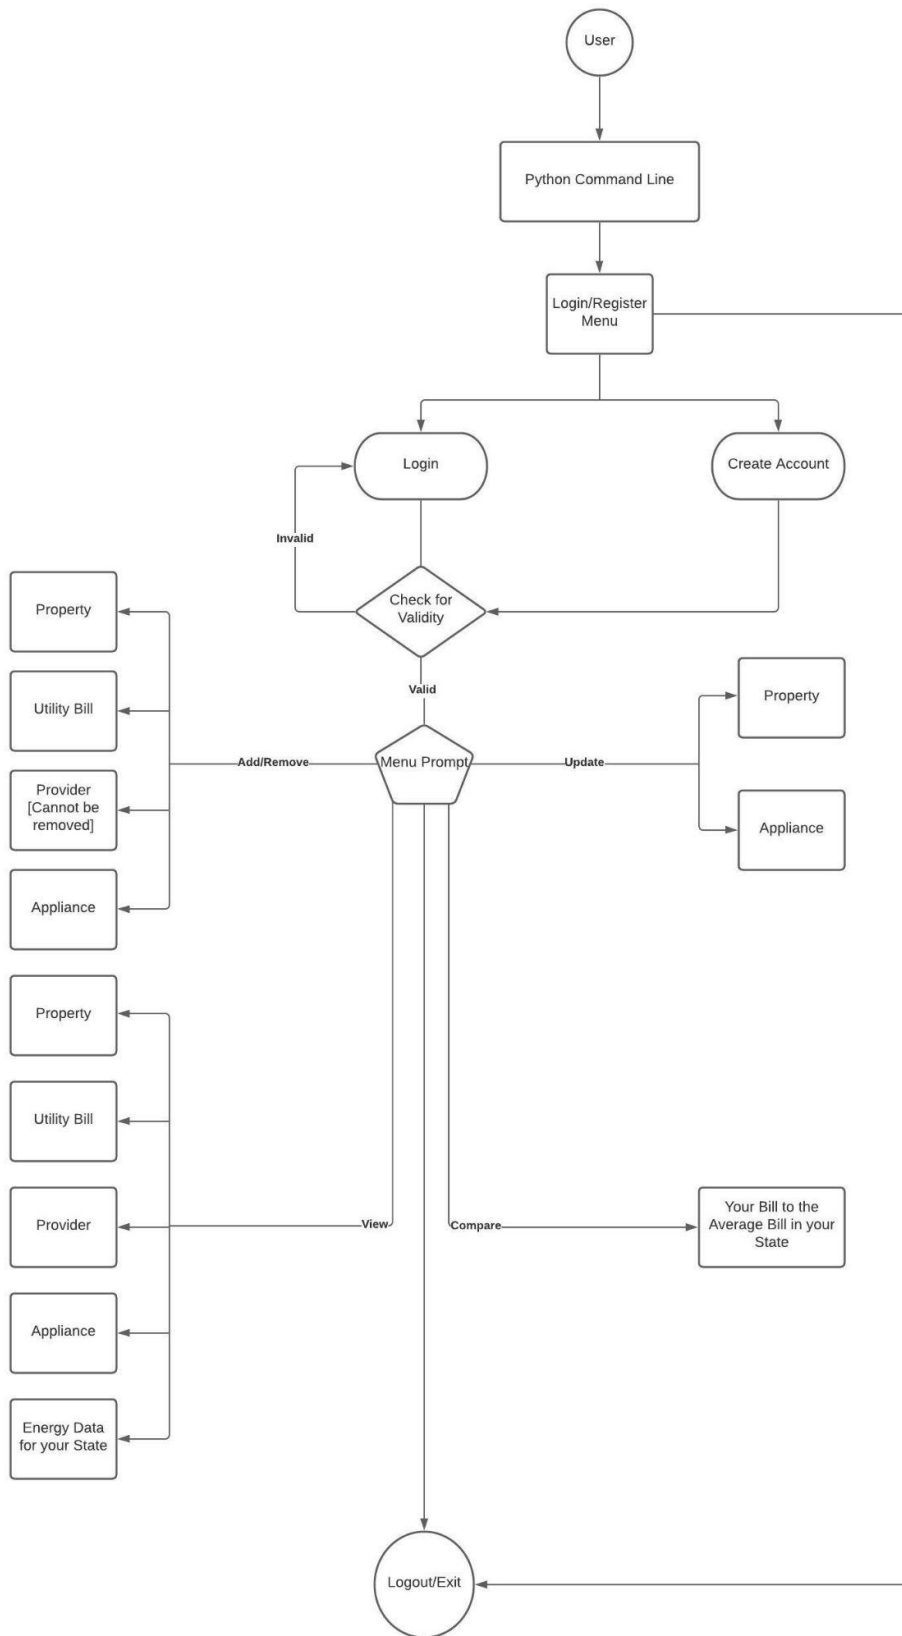 User
Python Command Line
Login/Register
Menu
Login
Create Account
Invalid
Check for
Validity
Valid
Property
Utility Bill
Provider
[Cannot be
removed]
Appliance
Add/Remove
Menu Prompt
Update
Property
Appliance
Property
Utility Bill
Provider
Appliance
Energy Data
for your State
View
Compare
Your Bill to the
Average Bill in your
State
Logout/Exit